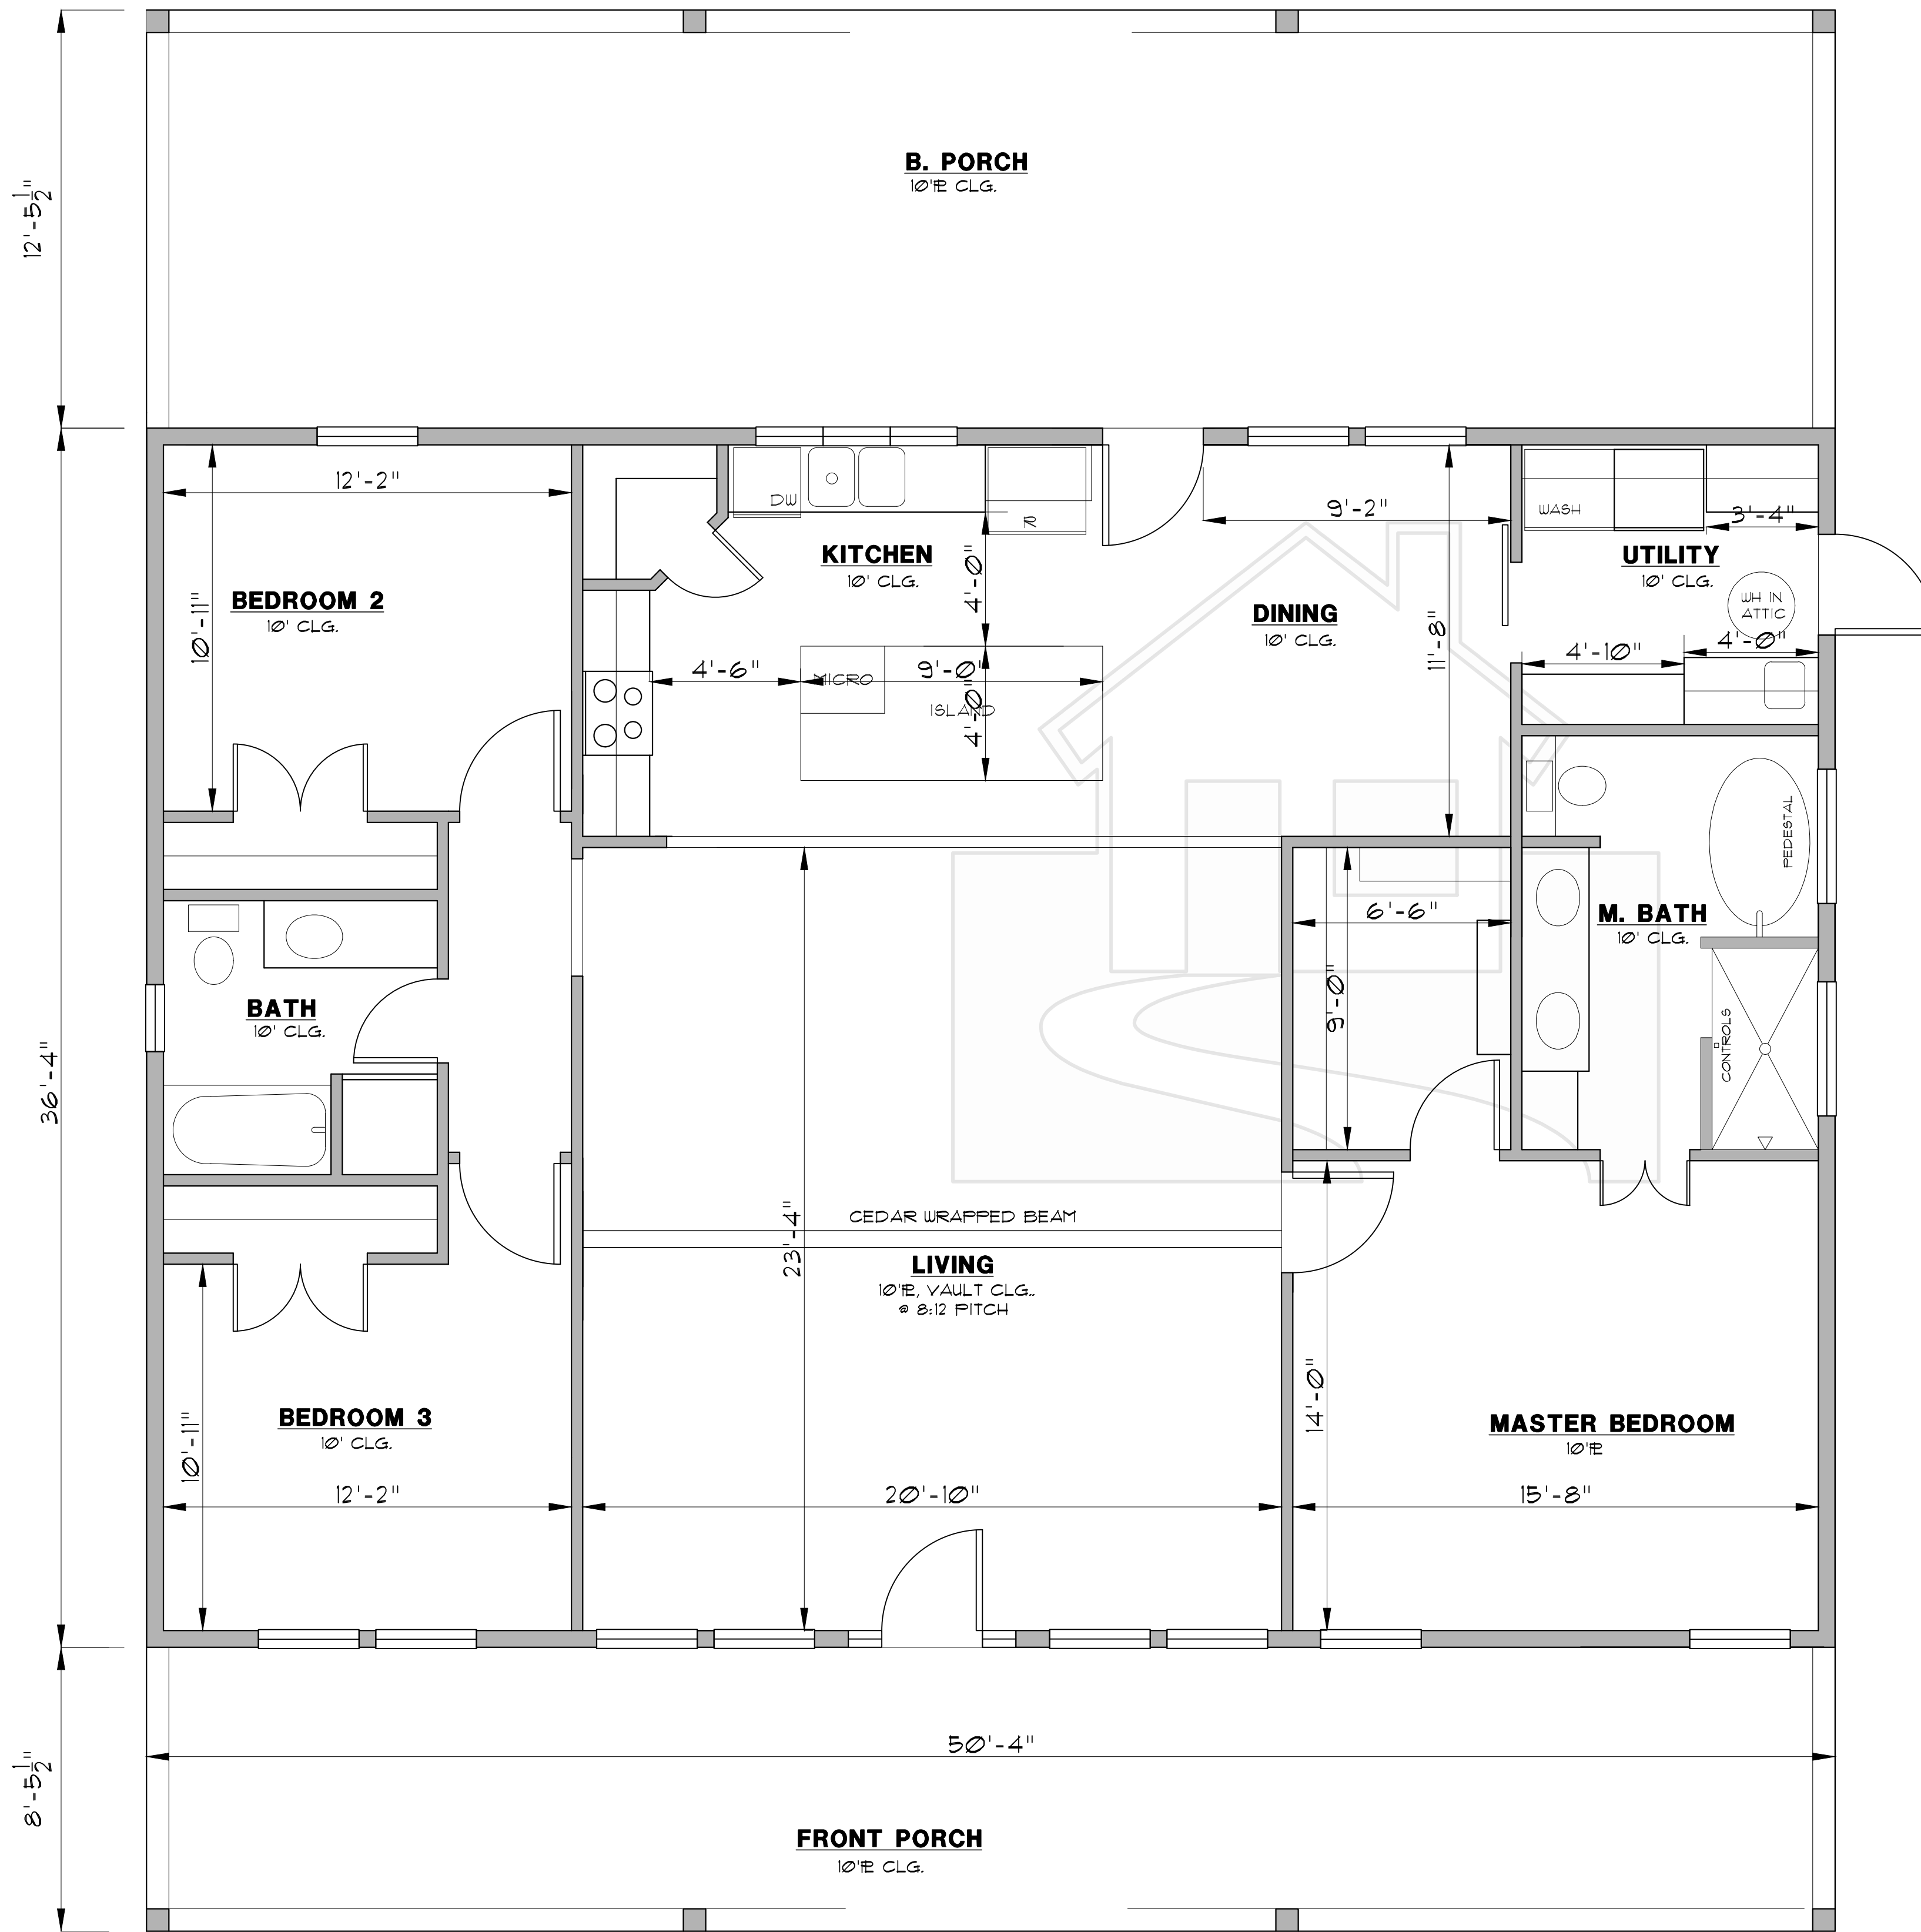 B. PORCH
10'PL CLG.
12'-5 1/2"
12'-2"
10'-11"
BEDROOM 2
10' CLG.
DW
R
KITCHEN
10' CLG.
4'-0"
4'-6"
MICRO
9'-0"
ISLAND
4'-0"
9'-2"
DINING
10' CLG.
11'-8"
WASH
3'-4"
UTILITY
10' CLG.
WH IN
ATTIC
4'-10"
4'-0"
PEDESTAL
M. BATH
10' CLG.
CONTROLS
6'-6"
9'-0"
BATH
10' CLG.
36'-4"
CEDAR WRAPPED BEAM
23'-4"
LIVING
10'PL, VAULT CLG..
@ 8:12 PITCH
BEDROOM 3
10' CLG.
10'-11"
12'-2"
20'-10"
14'-0"
MASTER BEDROOM
10'PL
15'-8"
50'-4"
8'-5 1/2"
FRONT PORCH
10'PL CLG.